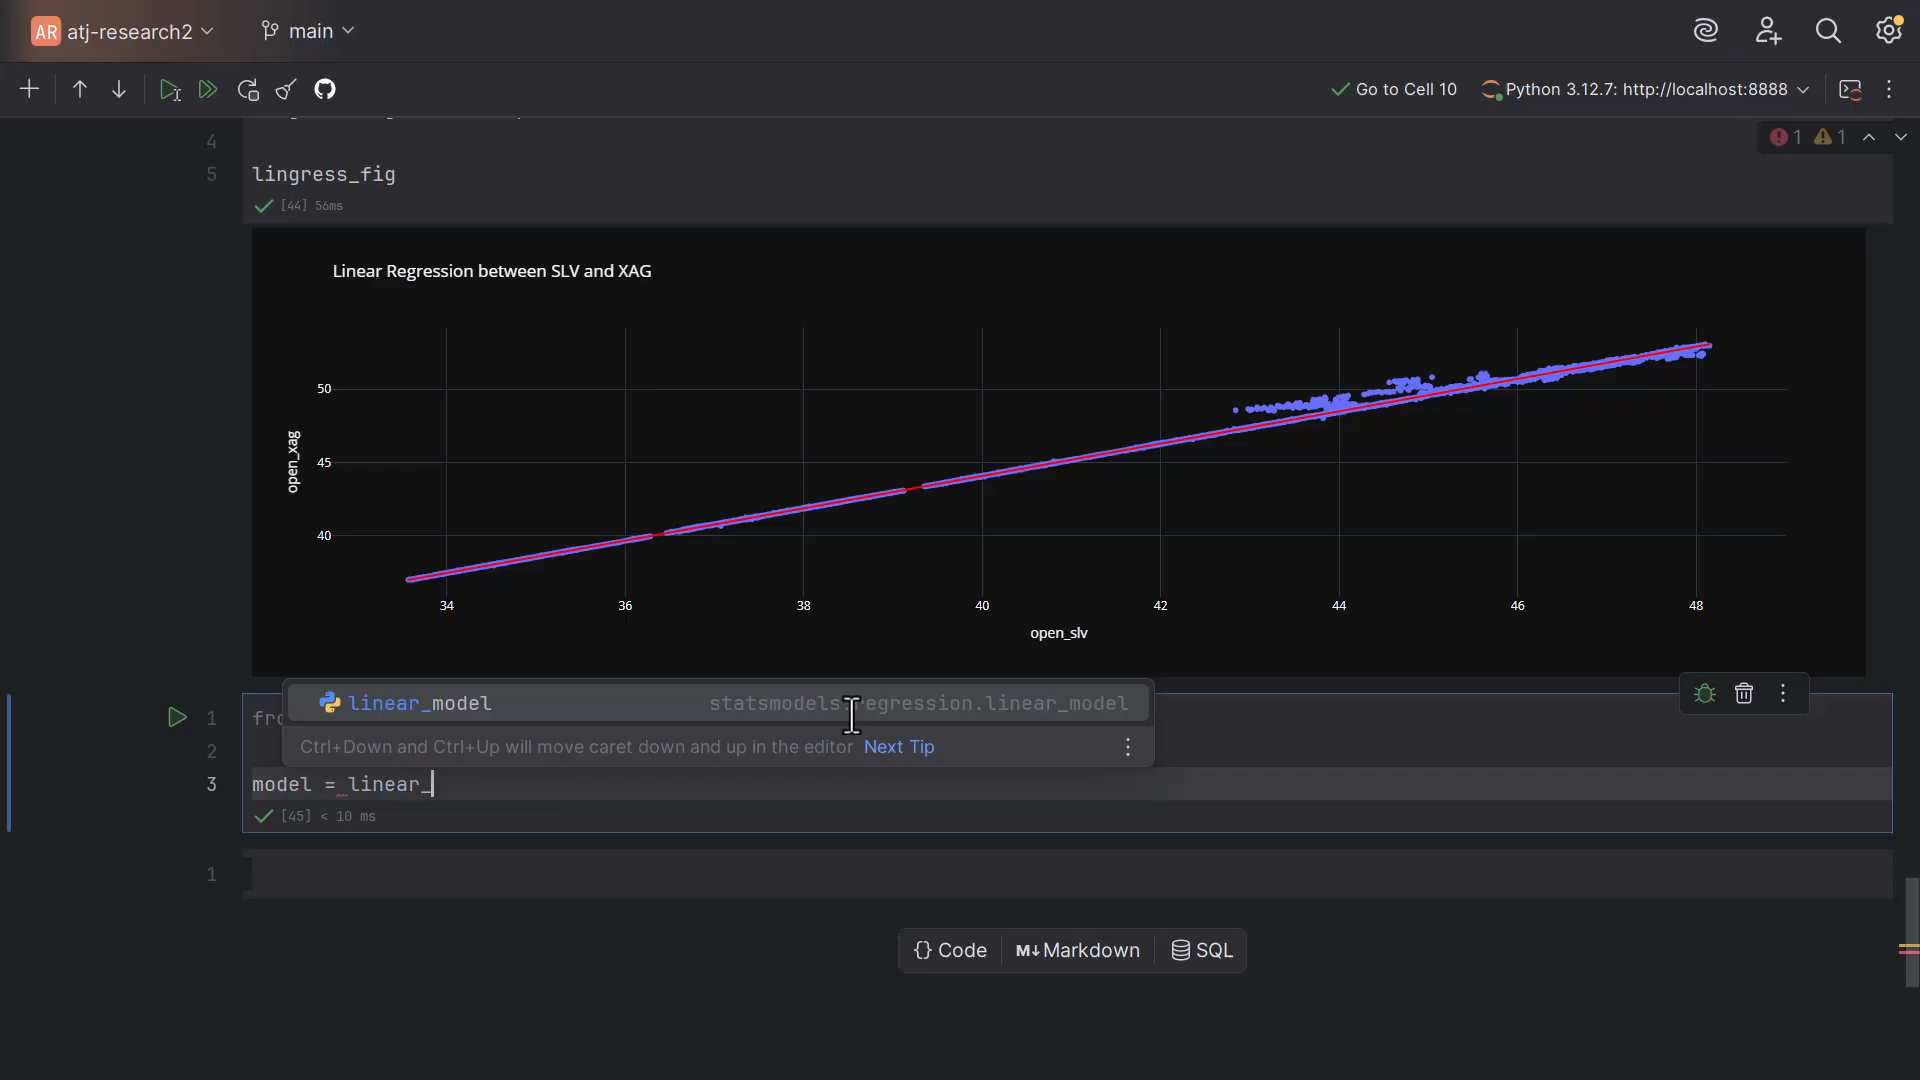 AR atj-research2
main
Go to Cell 10
Python 3.12.7: http://localhost:8888
1 1
4
5 lingress_fig
[44] 56ms
Linear Regression between SLV and XAG
50
45
40
open_xag
34 36 38 40 42 44 46 48
open_slv
linear_model statsmodels.regression.linear_model
1
Ctrl+Down and Ctrl+Up will move caret down and up in the editor Next Tip
2
3 model = linear_
[45] < 10 ms
1
{} Code
M↓ Markdown
SQL